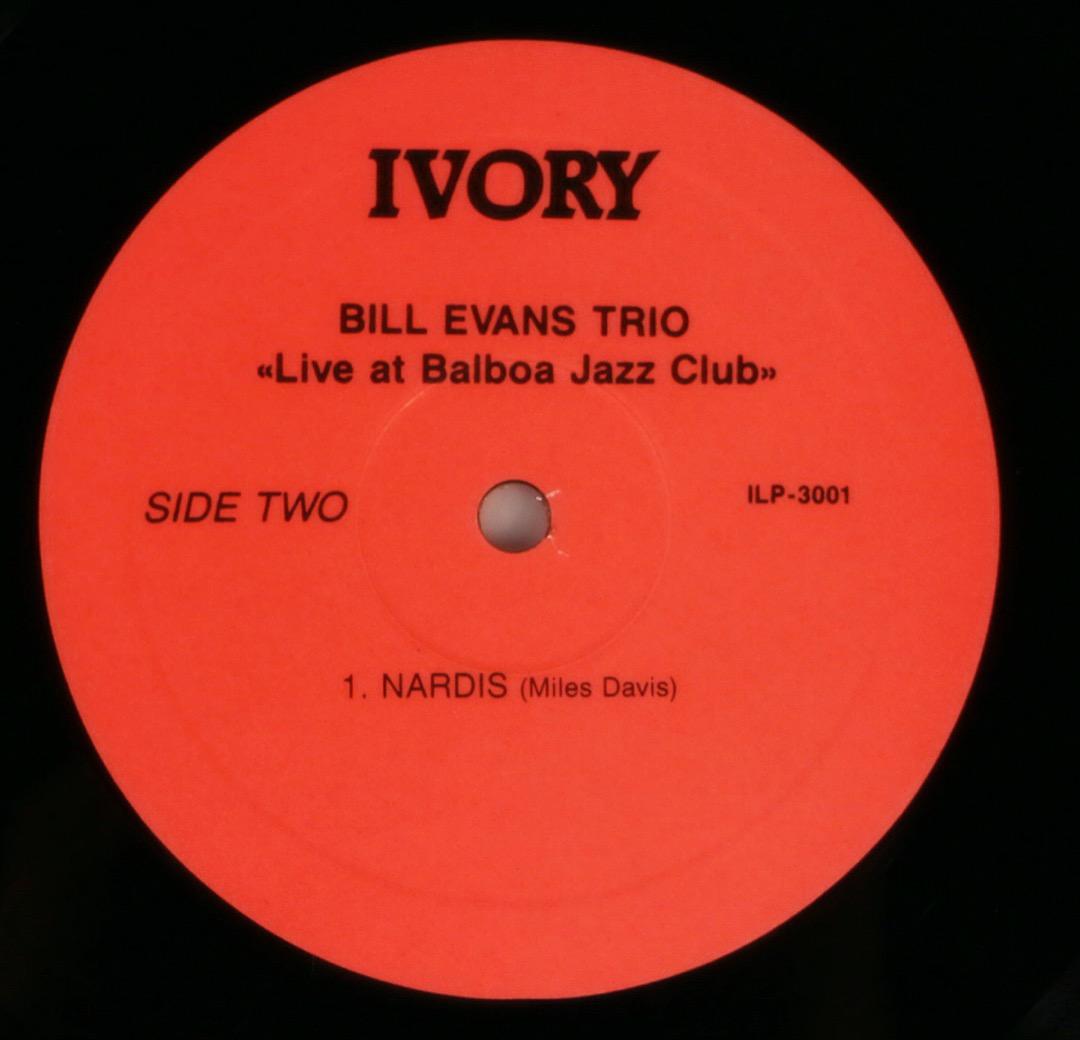 IVORY
BILL EVANS TRIO
«Live at Balboa Jazz Club»
SIDE TWO
ILP-3001
1. NARDIS (Miles Davis)